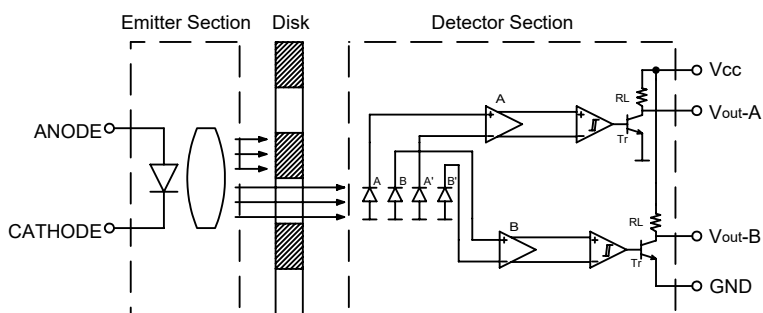 Emitter Section Disk Detector Section
Vcc
RL
A
Vout-A
ANODE
Tr
A B A' B'
CATHODE
RL
B
Vout-B
Tr
GND